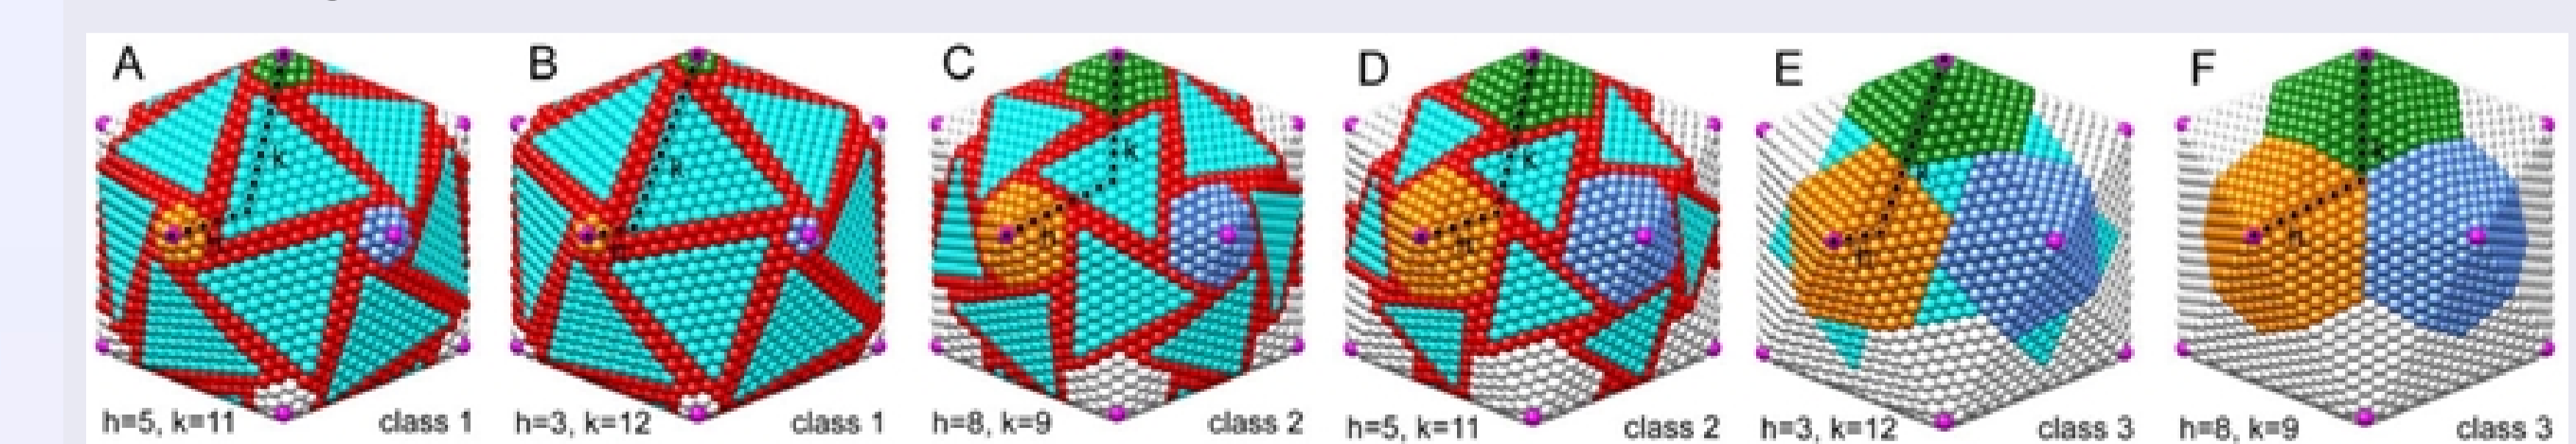 A
B
C
D
E
F
k
k
k
k
k
h
h
h
h
h=5, k=11 class 1
h=3, k=12 class 1
h=8, k=9 class 2
h=5, k=11 class 2
h=3, k=12 class 3
h=8, k=9 class 3